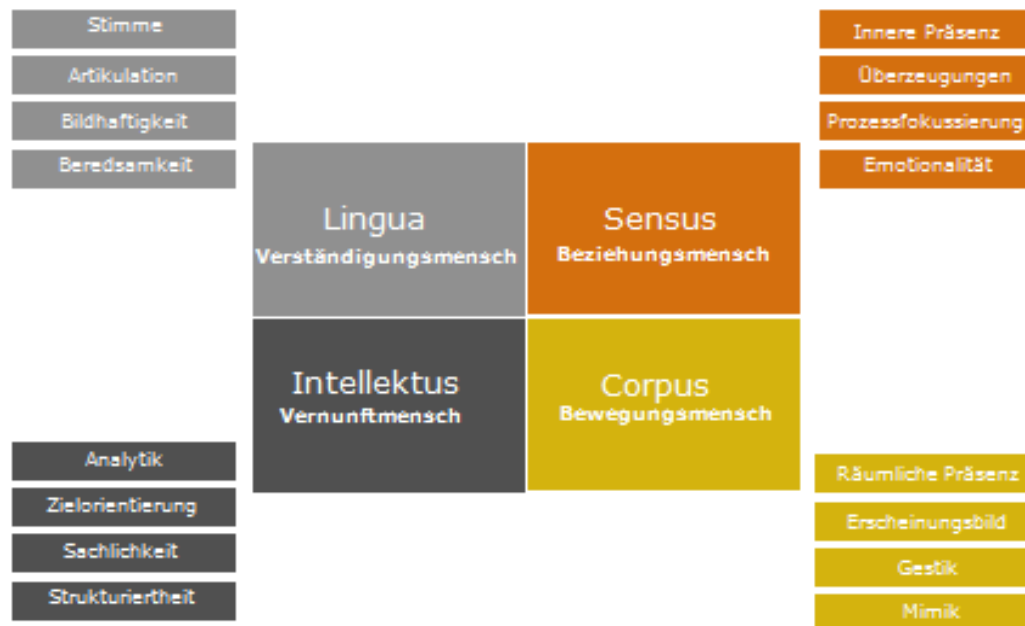 Stimme
Artikulation
Bildhaftigkeit
Beredsamkeit
Innere Präsenz
Überzeugungen
Prozessfokussierung
Emotionalität
Lingua
Verständigungsmensch
Sensus
Beziehungsmensch
Intellektus
Vernunftmensch
Corpus
Bewegungsmensch
Analytik
Zielorientierung
Sachlichkeit
Strukturiertheit
Räumliche Präsenz
Erscheinungsbild
Gestik
Mimik